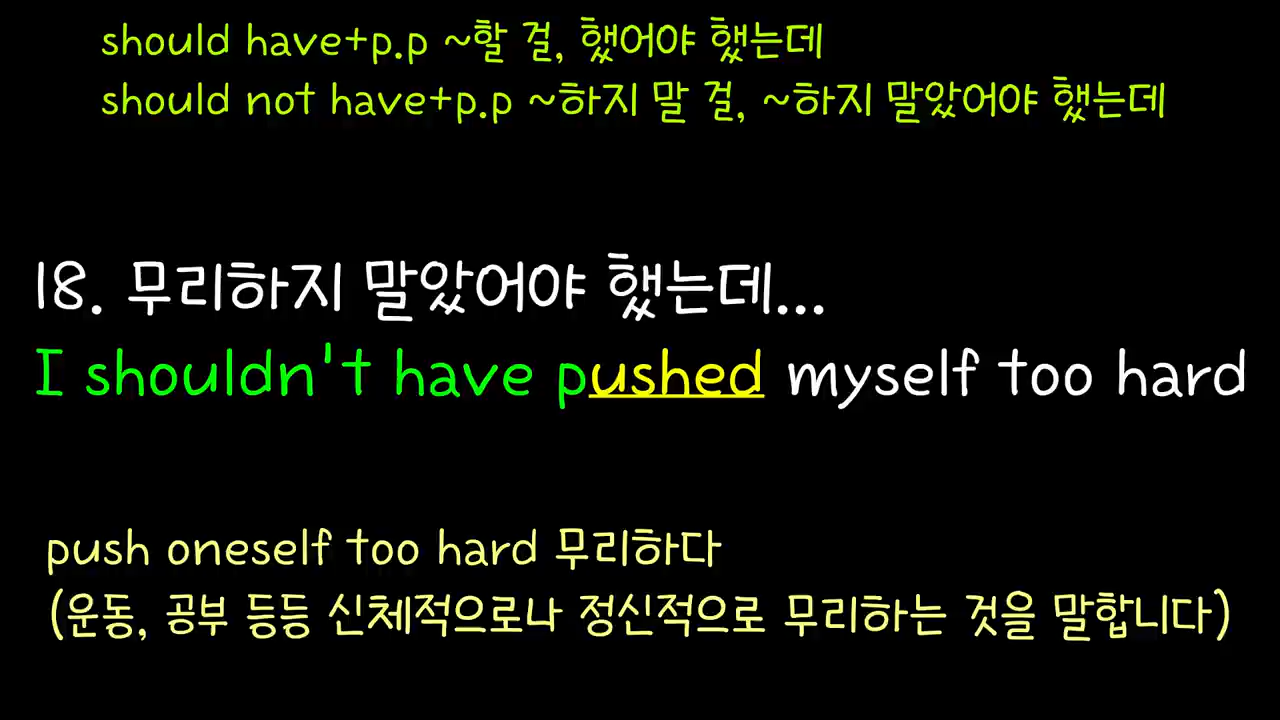 should have+p.p ~할 걸, 했어야 했는데
should not have+p.p ~하지 말 걸, ~하지 말았어야 했는데
18. 무리하지 말았어야 했는데...
I shouldn't have pushed myself too hard
push oneself too hard 무리하다
(운동, 공부 등등 신체적으로나 정신적으로 무리하는 것을 말합니다)